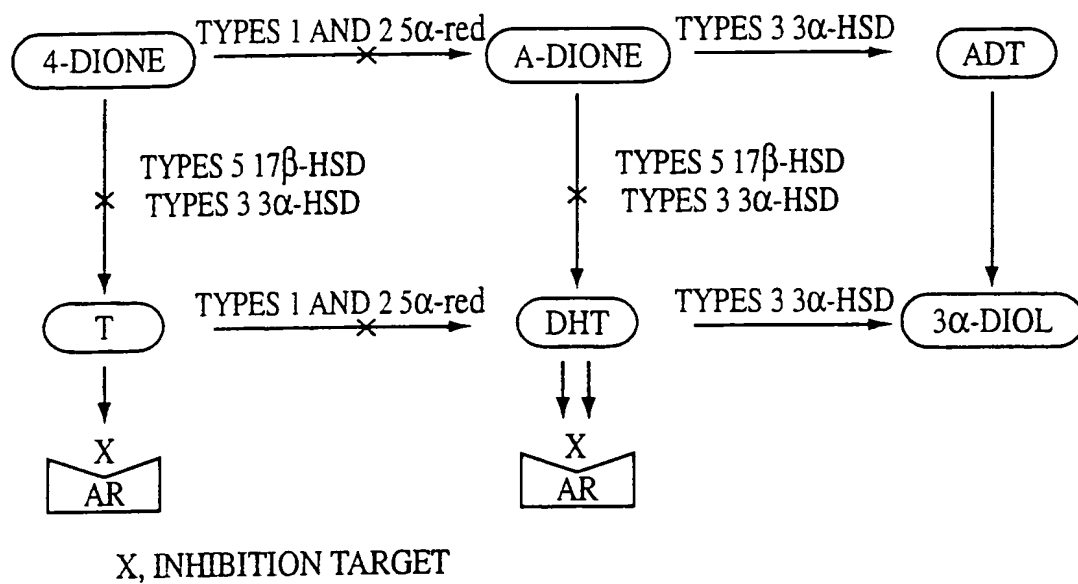 4-DIONE
TYPES 1 AND 2 5α-red
A-DIONE
TYPES 3 3α-HSD
ADT
TYPES 5 17β-HSD
TYPES 3 3α-HSD
TYPES 5 17β-HSD
TYPES 3 3α-HSD
T
TYPES 1 AND 2 5α-red
DHT
TYPES 3 3α-HSD
3α-DIOL
X
AR
X
AR
X, INHIBITION TARGET